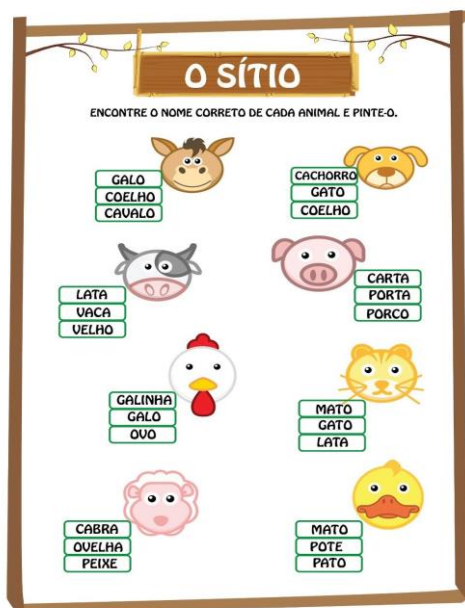 O SÍTIO
ENCONTRE O NOME CORRETO DE CADA ANIMAL E PINTE-O.
GALO
COELHO
CAVALO
CACHORRO
GATO
COELHO
LATA
VACA
VELHO
CARTA
PORTA
PORCO
GALINHA
GALO
OVO
MATO
GATO
LATA
CABRA
OVELHA
PEIXE
MATO
POTE
PATO